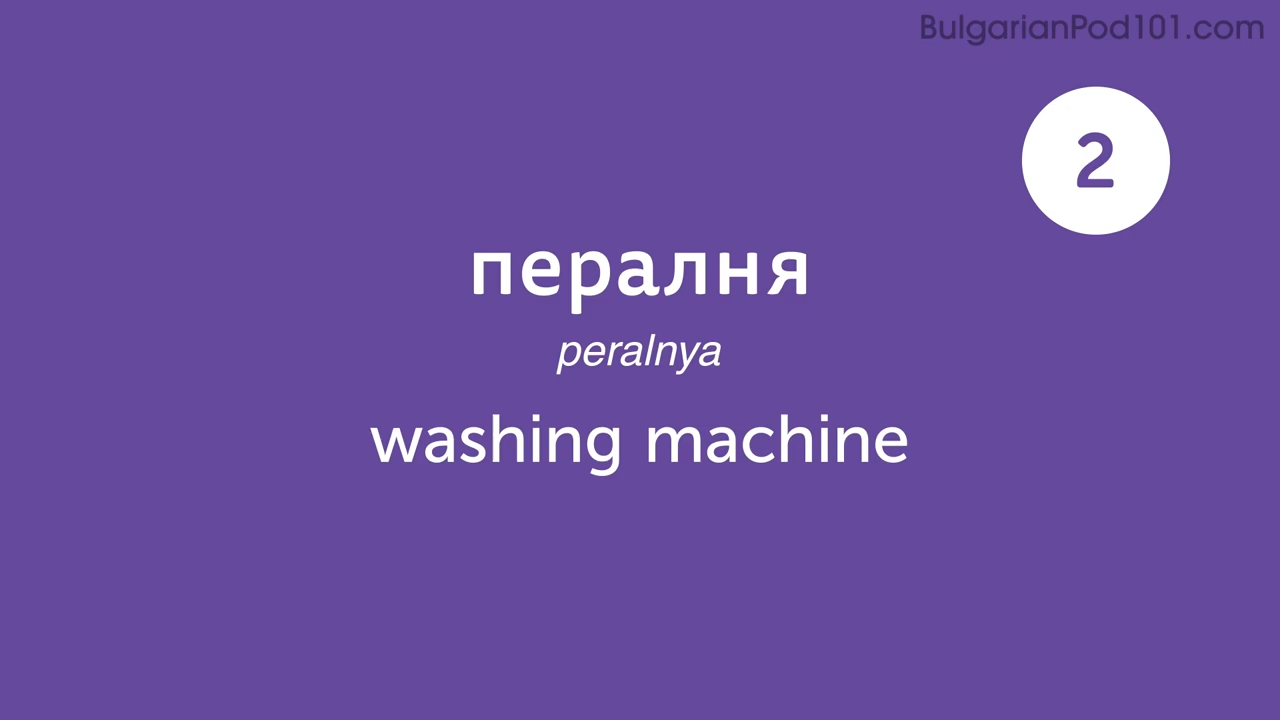 BulgarianPod101.com
2
пералня
peralnya
washing machine